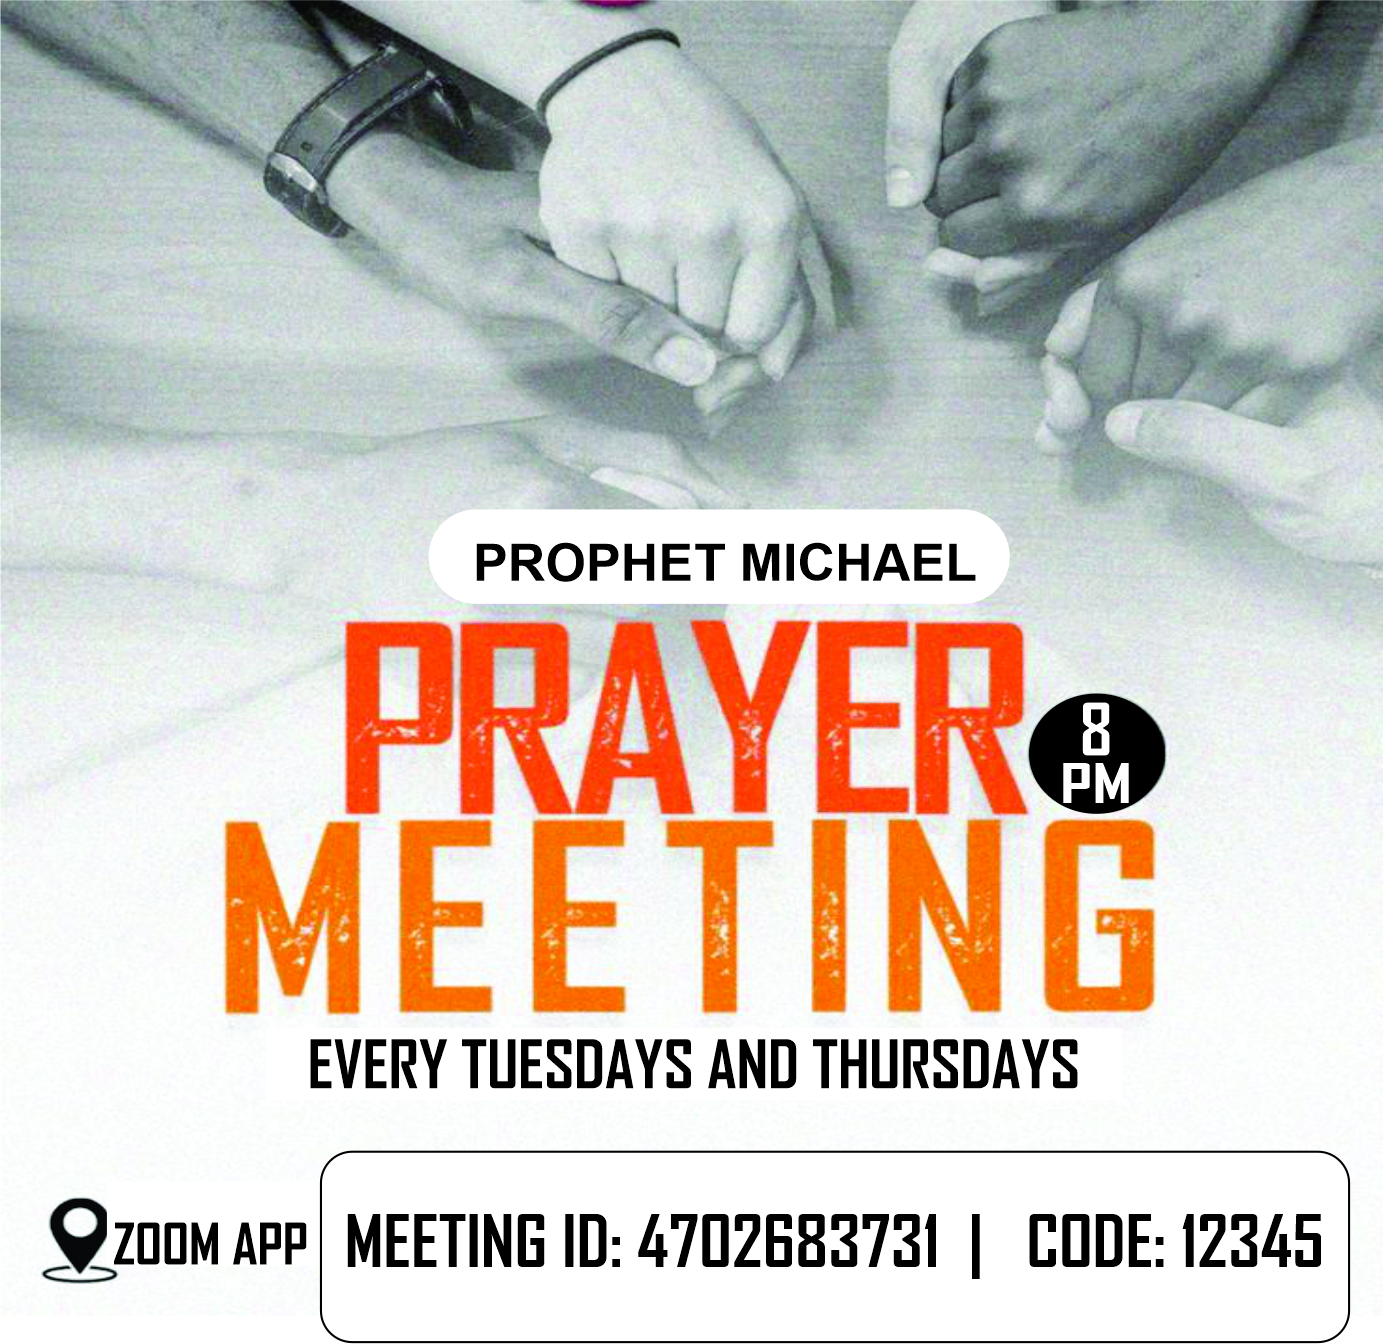 PROPHET MICHAEL
PRAYER
8
PM
MEETING
EVERY TUESDAYS AND THURSDAYS
ZOOM APP
MEETING ID: 4702683731 | CODE: 12345